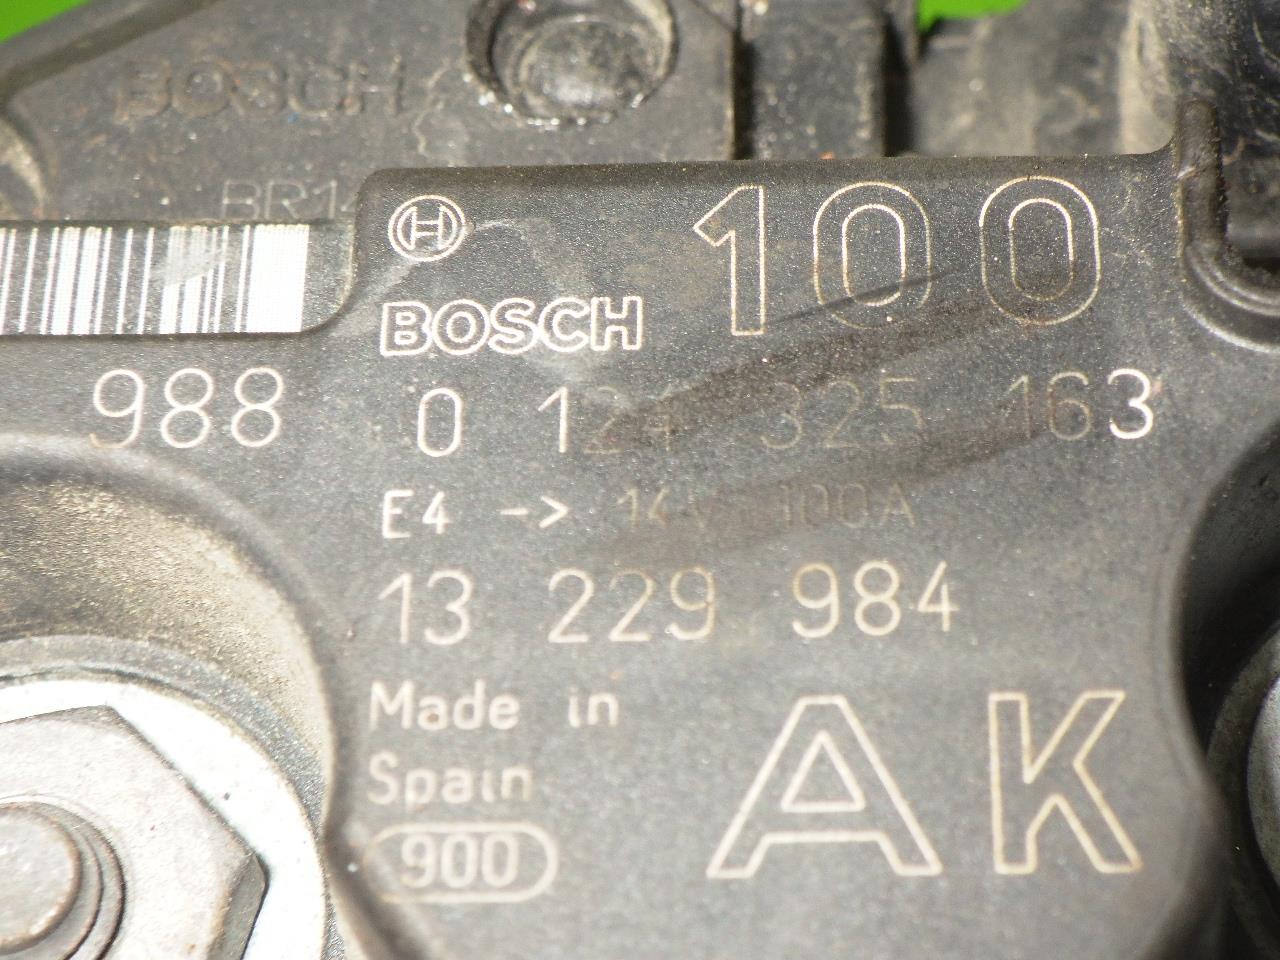 BOSCH
BR14
100
BOSCH
988
0 124 325 163
E4 -> 14V 100A
13 229 984
Made in
Spain
AK
900